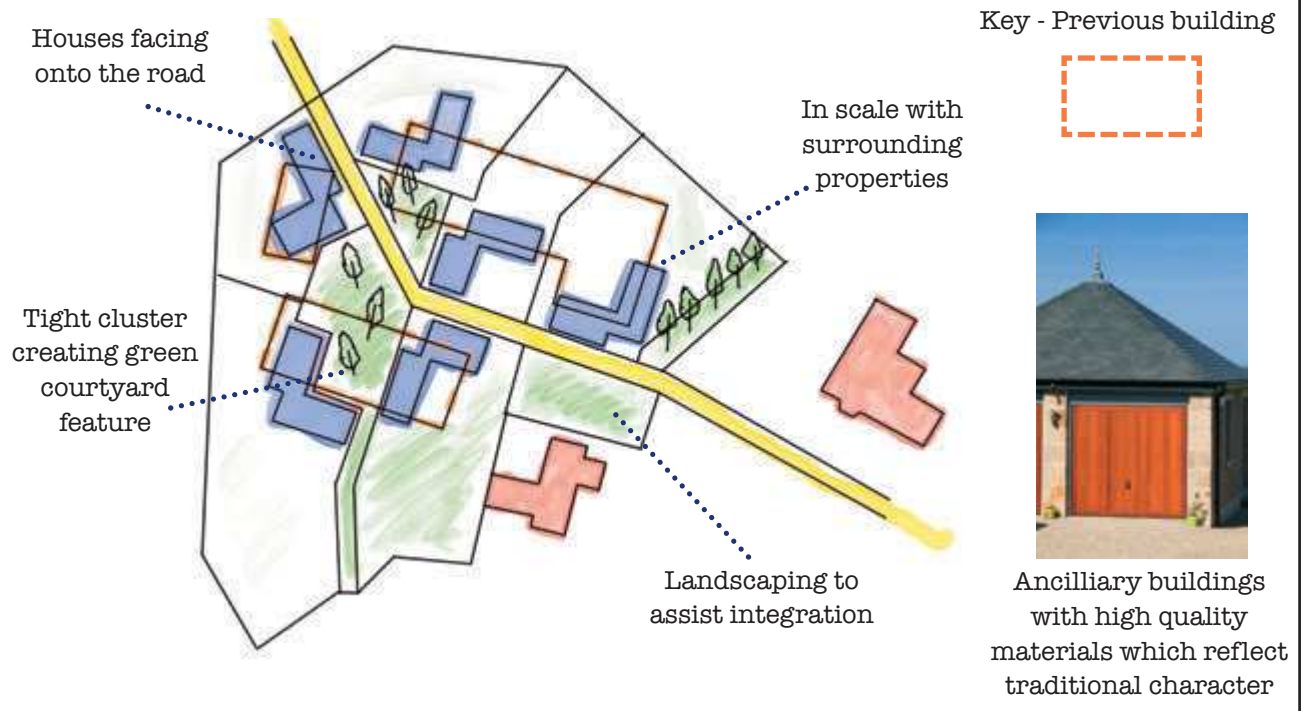 Key - Previous building
Houses facing
onto the road
In scale with
surrounding
properties
Tight cluster
creating green
courtyard
feature
Landscaping to
assist integration
Ancilliary buildings
with high quality
materials which reflect
traditional character